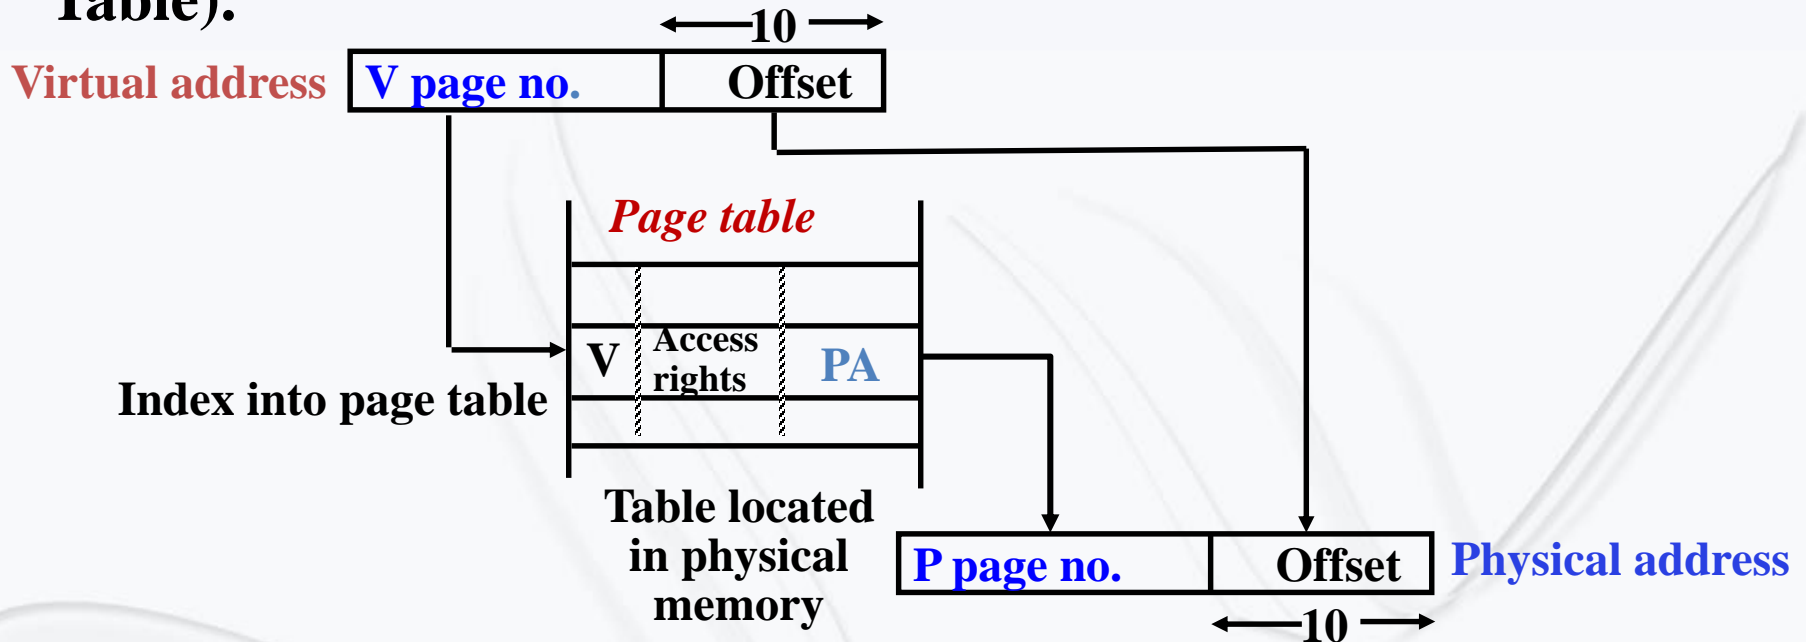 Table).
10
Virtual address
V page no.
Offset
Page table
V
Access
rights
PA
Index into page table
Table located
in physical
memory
P page no.
Offset
Physical address
10